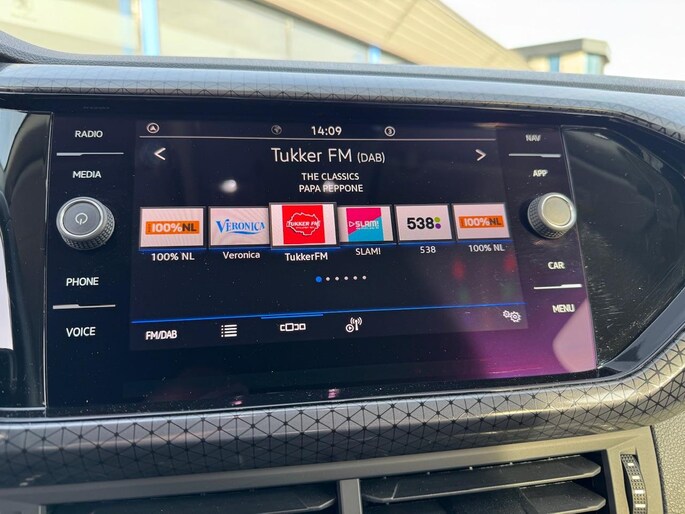 RADIO
MEDIA
PHONE
VOICE
14:09
Tukker FM (DAB)
THE CLASSICS
PAPA PEPPONE
100%NL
VERONICA
TUKKER FM
SLAM!
538
100%NL
100% NL
Veronica
TukkerFM
SLAM!
538
100% NL
FM/DAB
NAV
APP
CAR
MENU